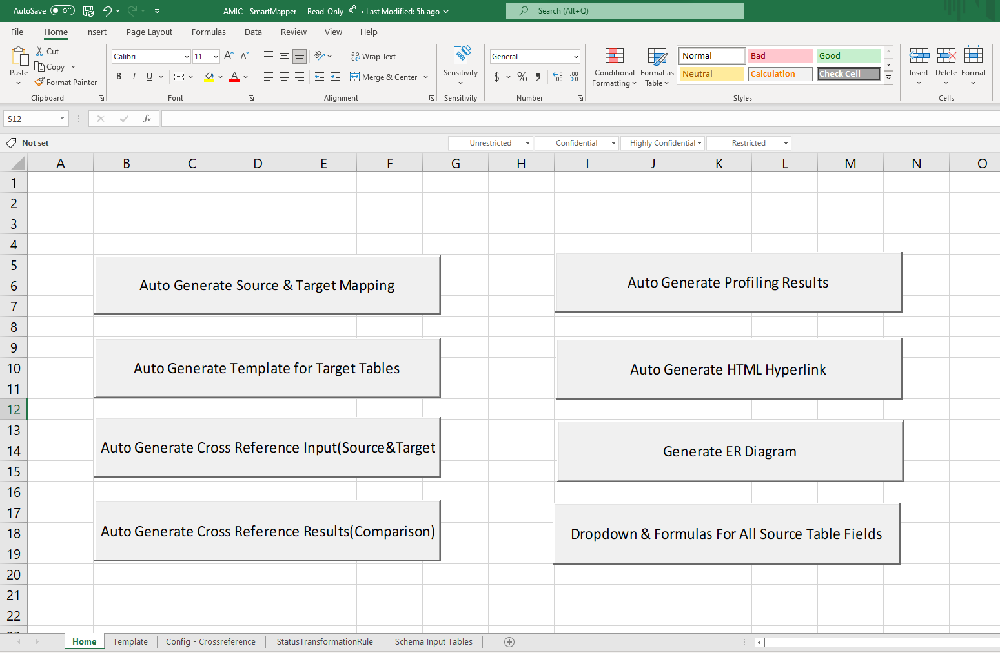 AutoSave Off AMIC - SmartMapper - Read-Only • Last Modified: 5h ago Search (Alt+Q)
File Home Insert Page Layout Formulas Data Review View Help
Paste
Cut
Copy
Format Painter
Clipboard
Calibri 11
B I U A
Font
ab Wrap Text
Merge & Center
Alignment
Sensitivity
Sensitivity
General
$ % 9 .00 .00
Number
Conditional Formatting
Format as Table
Normal Bad Good
Neutral Calculation Check Cell
Styles
Insert Delete Format
Cells
S12 fx
Not set Unrestricted Confidential Highly Confidential Restricted
A B C D E F G H I J K L M N O
1
2
3
4
5
6
7
8
9
10
11
12
13
14
15
16
17
18
19
20
21
22
23
Auto Generate Source & Target Mapping
Auto Generate Profiling Results
Auto Generate Template for Target Tables
Auto Generate HTML Hyperlink
Auto Generate Cross Reference Input(Source&Target
Generate ER Diagram
Auto Generate Cross Reference Results(Comparison)
Dropdown & Formulas For All Source Table Fields
Home Template Config - Crossreference StatusTransformationRule Schema Input Tables